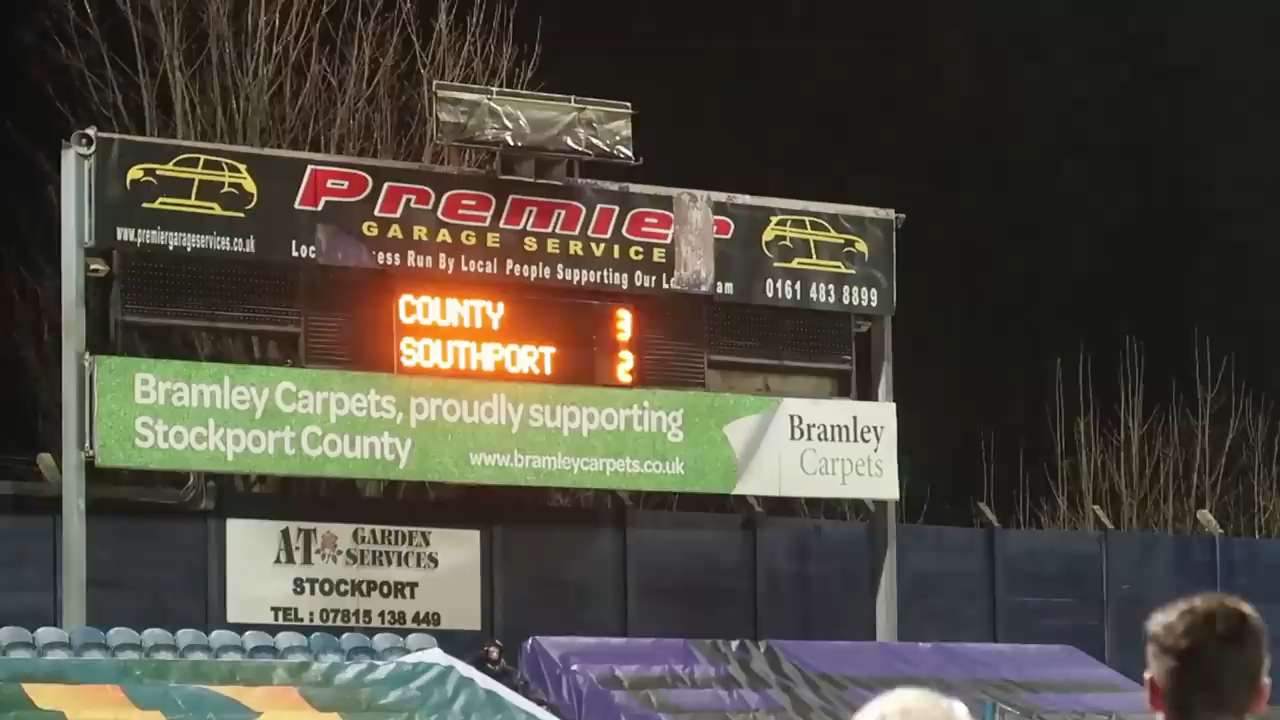 Premier
GARAGE SERVICE
www.premiergarageservices.co.uk
Run By Local People Supporting Our
0161 483 8899
COUNTY 3
SOUTHPORT 2
Bramley Carpets, proudly supporting
Stockport County
www.bramleycarpets.co.uk
Bramley
Carpets
A-T GARDEN
SERVICES
STOCKPORT
TEL : 07815 138 449